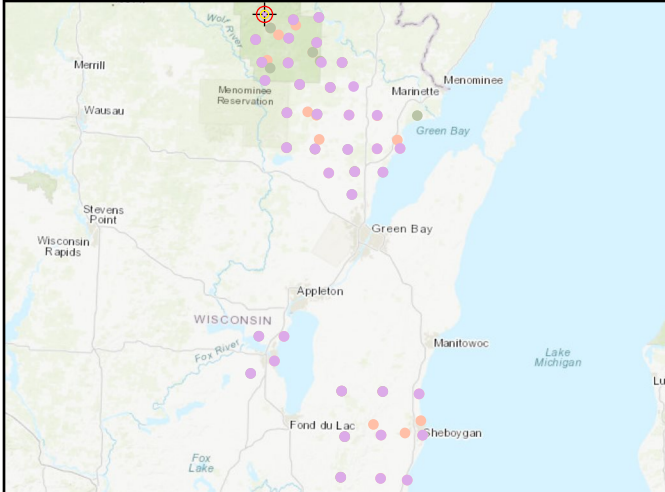 Wolf River
Merrill
Menominee
Reservation
Marinette
Menominee
Wausau
Green Bay
Stevens
Point
Green Bay
Wisconsin
Rapids
Appleton
WISCONSIN
Fox River
Manitowoc
Lake
Michigan
Lu
Fond du Lac
Sheboygan
Fox
Lake